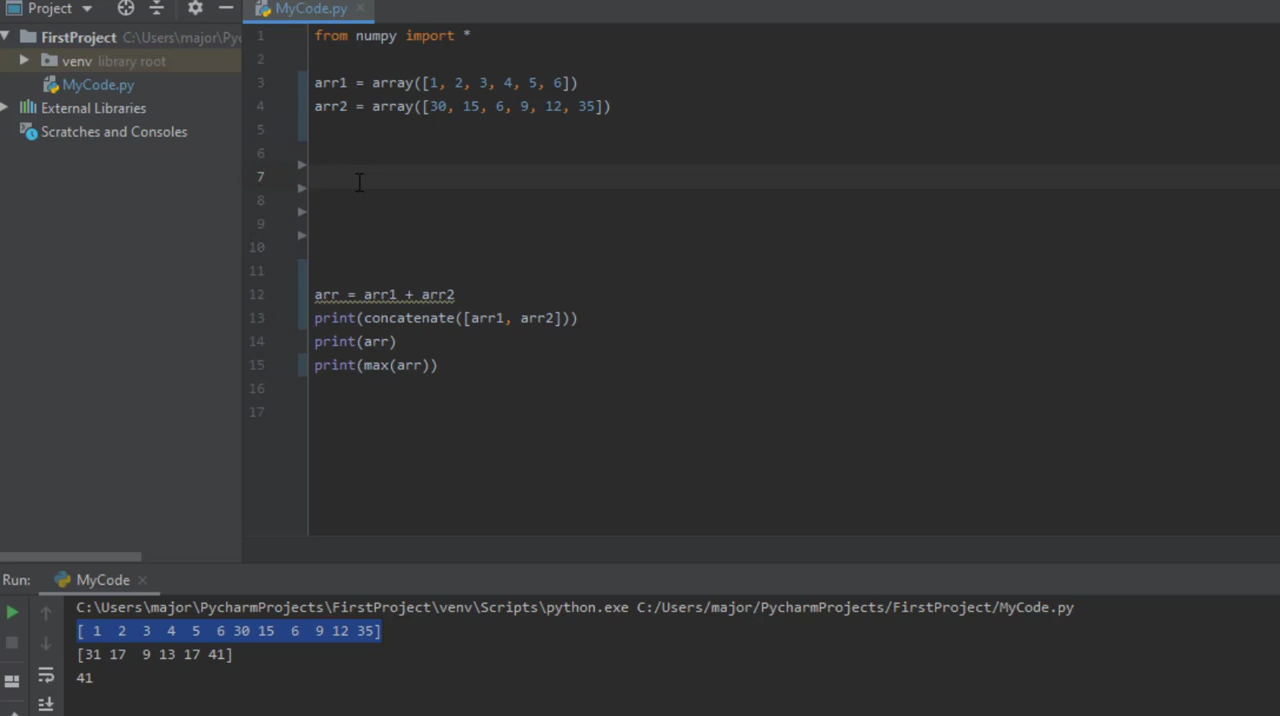 Project
MyCode.py
FirstProject C:\Users\major\Pyc
venv library root
MyCode.py
External Libraries
Scratches and Consoles
1 from numpy import *
2
3 arr1 = array([1, 2, 3, 4, 5, 6])
4 arr2 = array([30, 15, 6, 9, 12, 35])
5
6
7
8
9
10
11
12 arr = arr1 + arr2
13 print(concatenate([arr1, arr2]))
14 print(arr)
15 print(max(arr))
16
17
Run: MyCode
C:\Users\major\PycharmProjects\FirstProject\venv\Scripts\python.exe C:/Users/major/PycharmProjects/FirstProject/MyCode.py
[ 1  2  3  4  5  6 30 15  6  9 12 35]
[31 17  9 13 17 41]
41